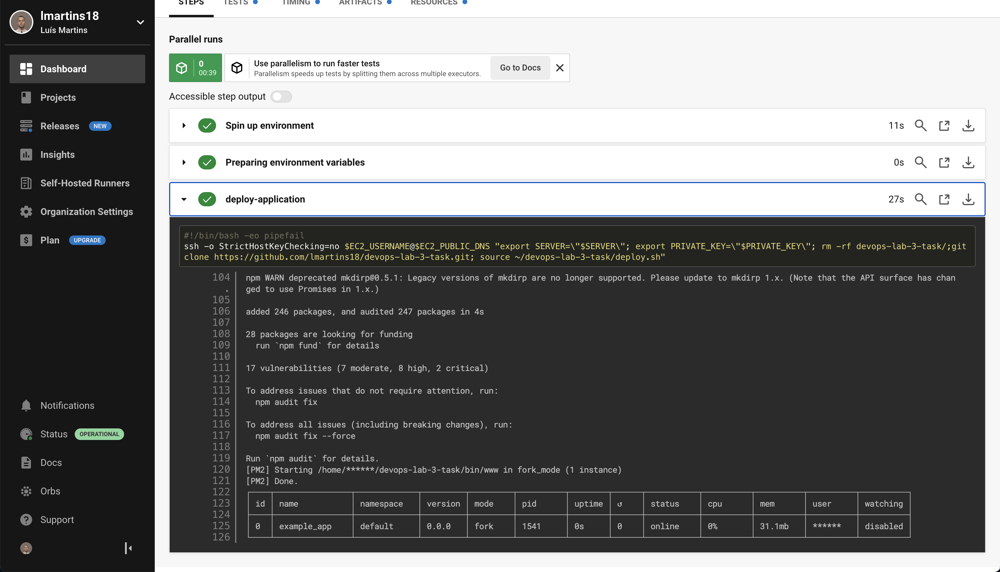 lmartins18
Luís Martins
Dashboard
Projects
Releases NEW
Insights
Self-Hosted Runners
Organization Settings
Plan UPGRADE
Notifications
Status OPERATIONAL
Docs
Orbs
Support
STEPS TESTS TIMING ARTIFACTS RESOURCES
Parallel runs
0
00:39
Use parallelism to run faster tests
Parallelism speeds up tests by splitting them across multiple executors.
Go to Docs
Accessible step output
Spin up environment 11s
Preparing environment variables 0s
deploy-application 27s
#!/bin/bash -eo pipefail
ssh -o StrictHostKeyChecking=no $EC2_USERNAME@$EC2_PUBLIC_DNS "export SERVER=\"$SERVER\"; export PRIVATE_KEY=\"$PRIVATE_KEY\"; rm -rf devops-lab-3-task/;git
clone https://github.com/lmartins18/devops-lab-3-task.git; source ~/devops-lab-3-task/deploy.sh"
104 npm WARN deprecated mkdirp@0.5.1: Legacy versions of mkdirp are no longer supported. Please update to mkdirp 1.x. (Note that the API surface has chan
. ged to use Promises in 1.x.)
105
106 added 246 packages, and audited 247 packages in 4s
107
108 28 packages are looking for funding
109 run `npm fund` for details
110
111 17 vulnerabilities (7 moderate, 8 high, 2 critical)
112
113 To address issues that do not require attention, run:
114 npm audit fix
115
116 To address all issues (including breaking changes), run:
117 npm audit fix --force
118
119 Run `npm audit` for details.
120 [PM2] Starting /home/******/devops-lab-3-task/bin/www in fork_mode (1 instance)
121 [PM2] Done.
122
123 id name namespace version mode pid uptime ↺ status cpu mem user watching
124
125 0 example_app default 0.0.0 fork 1541 0s 0 online 0% 31.1mb ****** disabled
126